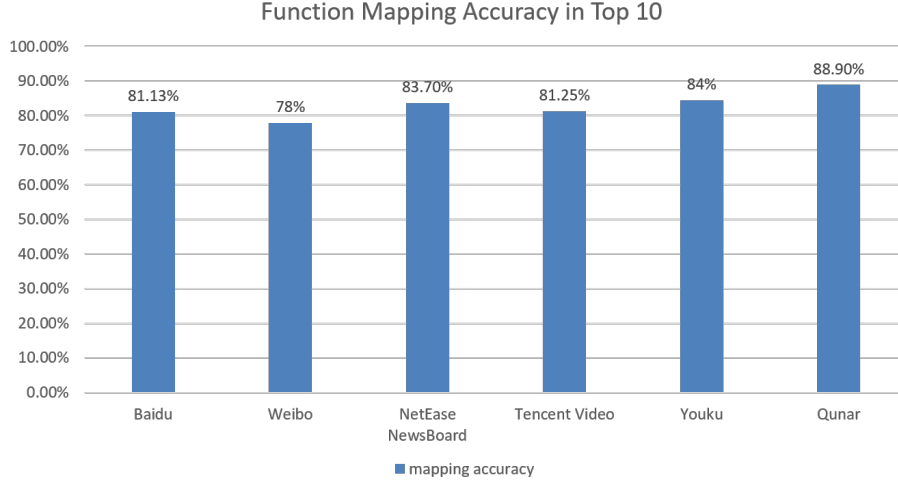 Function Mapping Accuracy in Top 10
100.00%
90.00%
80.00%
70.00%
60.00%
50.00%
40.00%
30.00%
20.00%
10.00%
0.00%
81.13%
78%
83.70%
81.25%
84%
88.90%
Baidu
Weibo
NetEase
NewsBoard
Tencent Video
Youku
Qunar
mapping accuracy